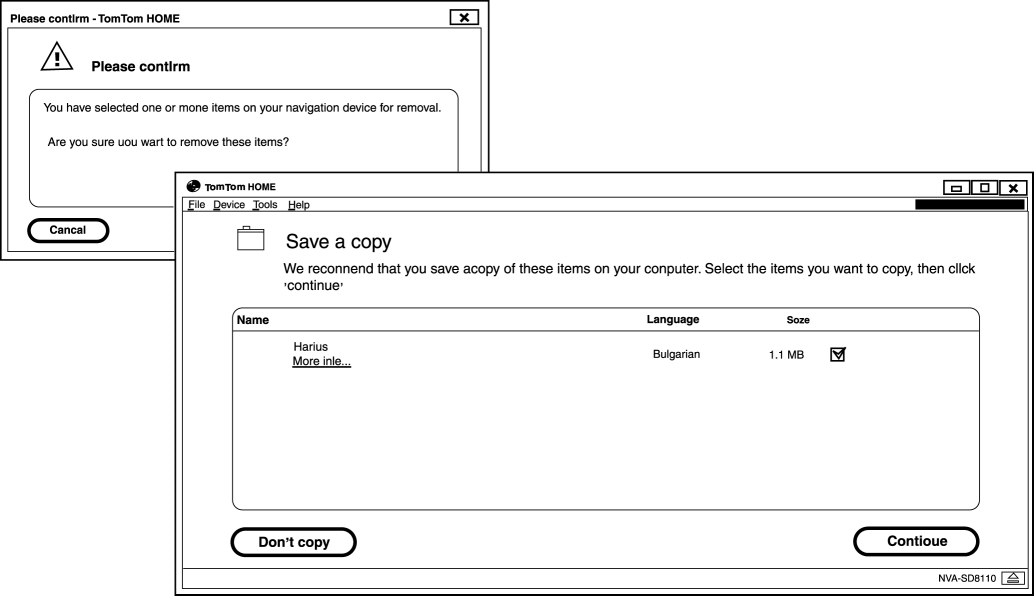 Please contIrm - TomTom HOME
Please contIrm
You have selected one or mone items on your navigation device for removal.
Are you sure uou wart to remove these items?
Cancal
TomTom HOME
File Device Tools Help
Save a copy
We reconnend that you save acopy of these items on your conputer. Select the items you want to copy, then clIck
'continue'
Name Language Soze
Harius
More inle...
Bulgarian 1.1 MB
Don't copy Contioue
NVA-SD8110